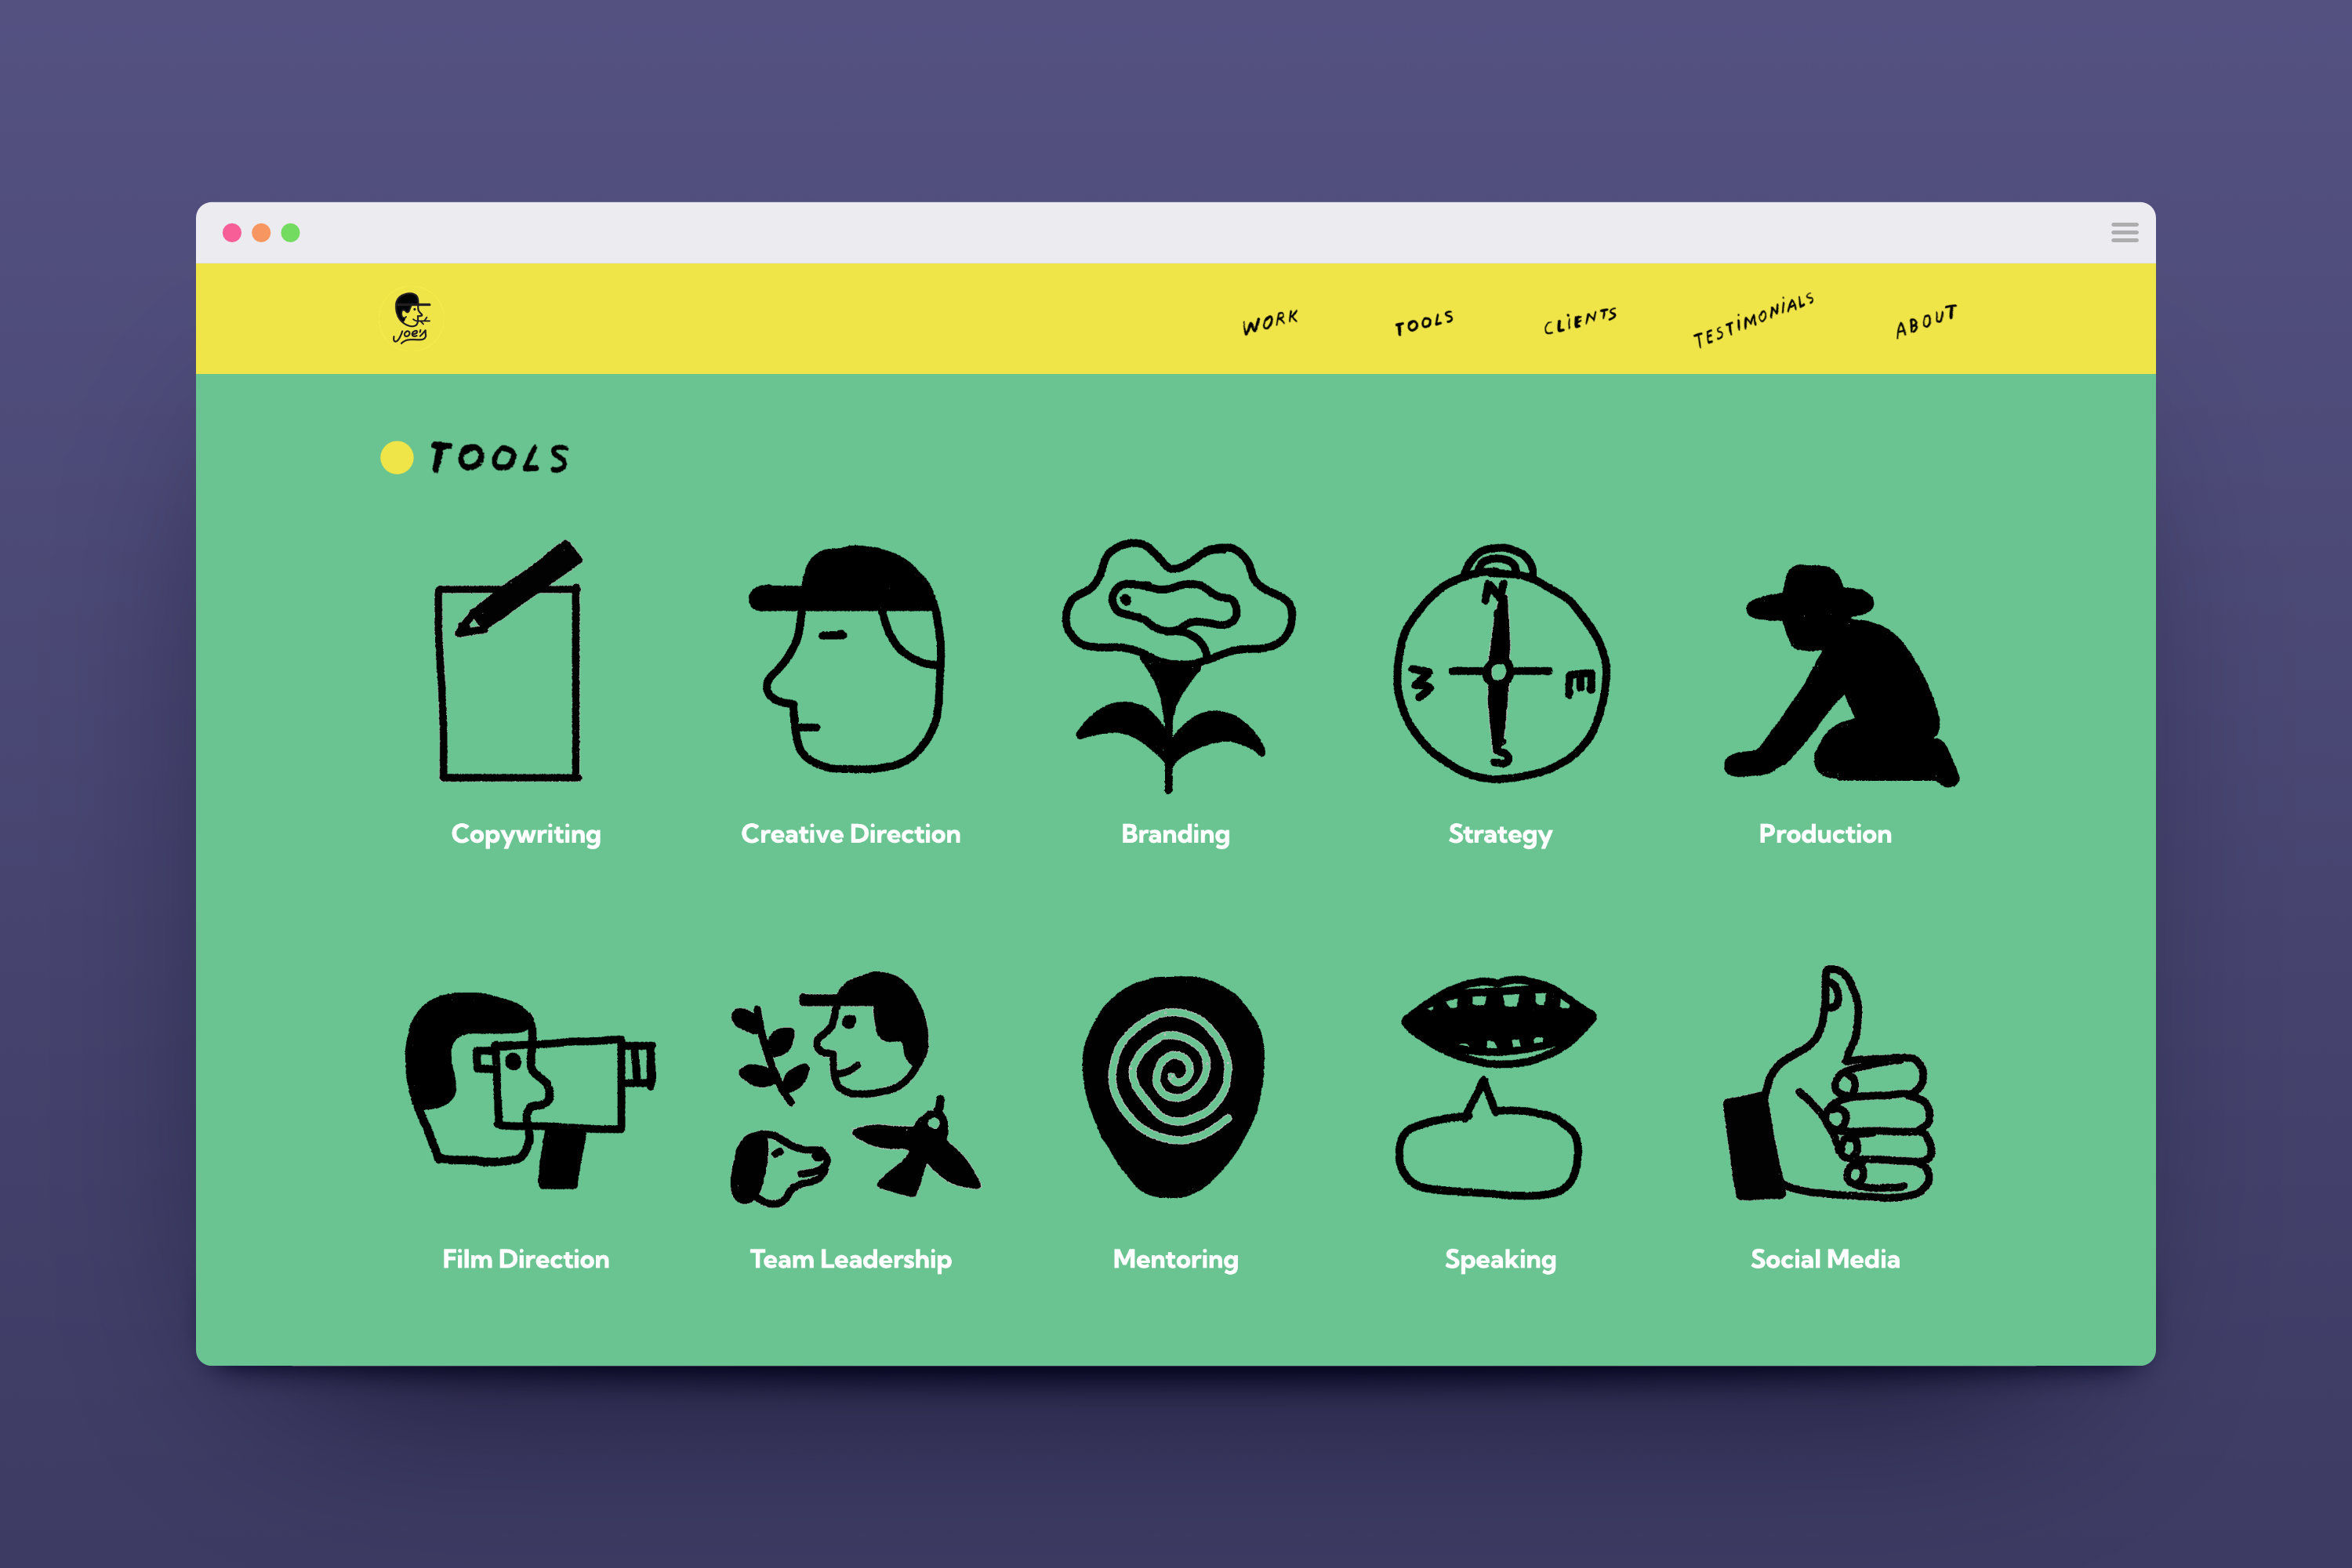 Joe's
WORK TOOLS CLiENTS TESTiMONiALS ABOUT
TOOLS
N
W E
S
Copywriting Creative Direction Branding Strategy Production
Film Direction Team Leadership Mentoring Speaking Social Media